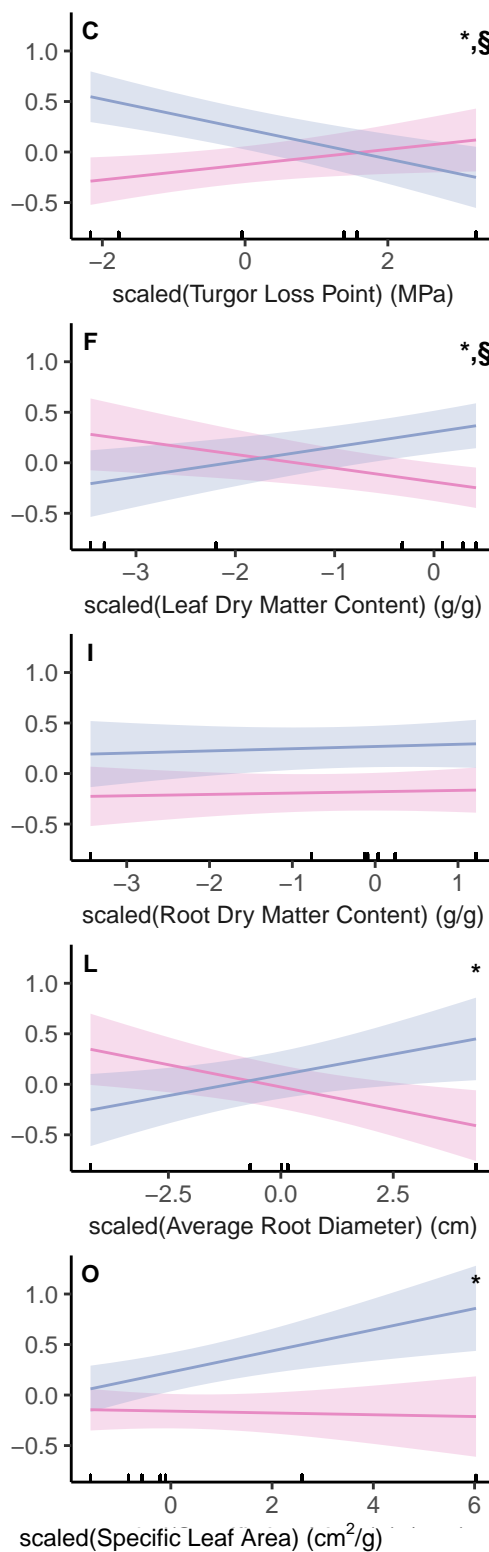 C
*,§
1.0
0.5
0.0
−0.5
−2 0 2
scaled(Turgor Loss Point) (MPa)
F
*,§
1.0
0.5
0.0
−0.5
−3 −2 −1 0
scaled(Leaf Dry Matter Content) (g/g)
I
1.0
0.5
0.0
−0.5
−3 −2 −1 0 1
scaled(Root Dry Matter Content) (g/g)
L
*
1.0
0.5
0.0
−0.5
−2.5 0.0 2.5
scaled(Average Root Diameter) (cm)
O
*
1.0
0.5
0.0
−0.5
0 2 4 6
scaled(Specific Leaf Area) (cm²/g)